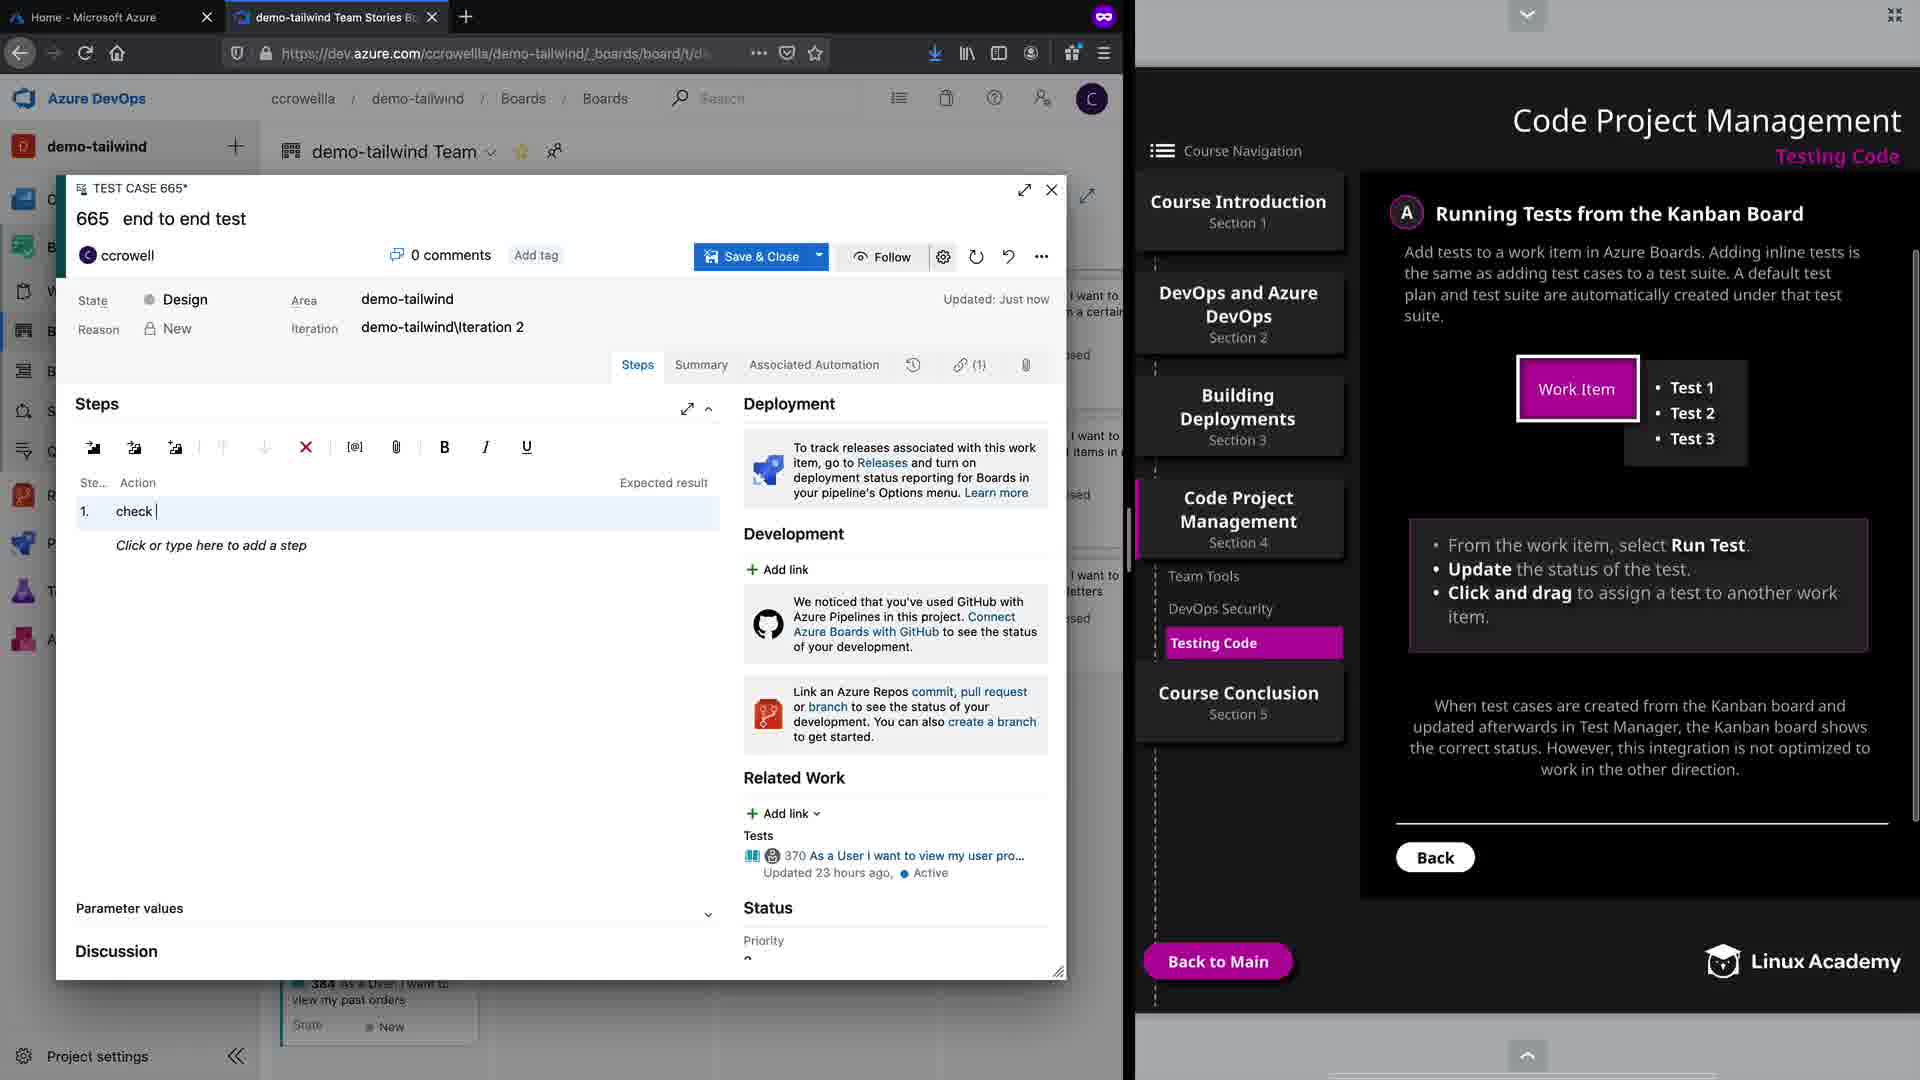 Home - Microsoft Azure
demo-tailwind Team Stories Bo
https://dev.azure.com/ccrowellla/demo-tailwind/_boards/board/t/d
Azure DevOps
ccrowellla / demo-tailwind / Boards / Boards
Search
C
D
demo-tailwind
demo-tailwind Team
TEST CASE 665*
665 end to end test
C ccrowell
0 comments
Add tag
Save & Close
Follow
State
Design
Area
demo-tailwind
Updated: Just now
Reason
New
Iteration
demo-tailwind\Iteration 2
Steps
Summary
Associated Automation
(1)
Steps
B I U
Ste...
Action
Expected result
1. check
Click or type here to add a step
Parameter values
Discussion
Deployment
To track releases associated with this work
item, go to Releases and turn on
deployment status reporting for Boards in
your pipeline's Options menu. Learn more
Development
Add link
We noticed that you've used GitHub with
Azure Pipelines in this project. Connect
Azure Boards with GitHub to see the status
of your development.
Link an Azure Repos commit, pull request
or branch to see the status of your
development. You can also create a branch
to get started.
Related Work
Add link
Tests
370 As a User I want to view my user pro...
Updated 23 hours ago, Active
Status
Priority
I want to
n a certain
I want to
items in
I want to
etters
384 As a User, I want to
view my past orders
State New
Project settings
Code Project Management
Testing Code
Course Navigation
Course Introduction
Section 1
DevOps and Azure
DevOps
Section 2
Building
Deployments
Section 3
Code Project
Management
Section 4
Team Tools
DevOps Security
Testing Code
Course Conclusion
Section 5
Back to Main
A Running Tests from the Kanban Board
Add tests to a work item in Azure Boards. Adding inline tests is
the same as adding test cases to a test suite. A default test
plan and test suite are automatically created under that test
suite.
Work Item
• Test 1
• Test 2
• Test 3
• From the work item, select Run Test.
• Update the status of the test.
• Click and drag to assign a test to another work
item.
When test cases are created from the Kanban board and
updated afterwards in Test Manager, the Kanban board shows
the correct status. However, this integration is not optimized to
work in the other direction.
Back
Linux Academy